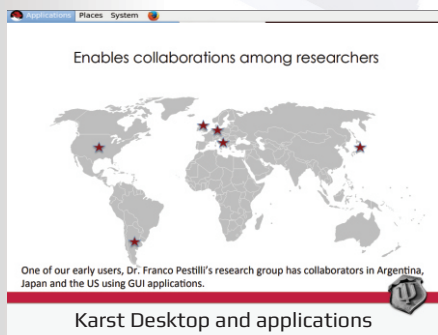 Applications Places System
Enables collaborations among researchers
One of our early users, Dr. Franco Pestilli's research group has collaborators in Argentina,
Japan and the US using GUI applications.
Karst Desktop and applications